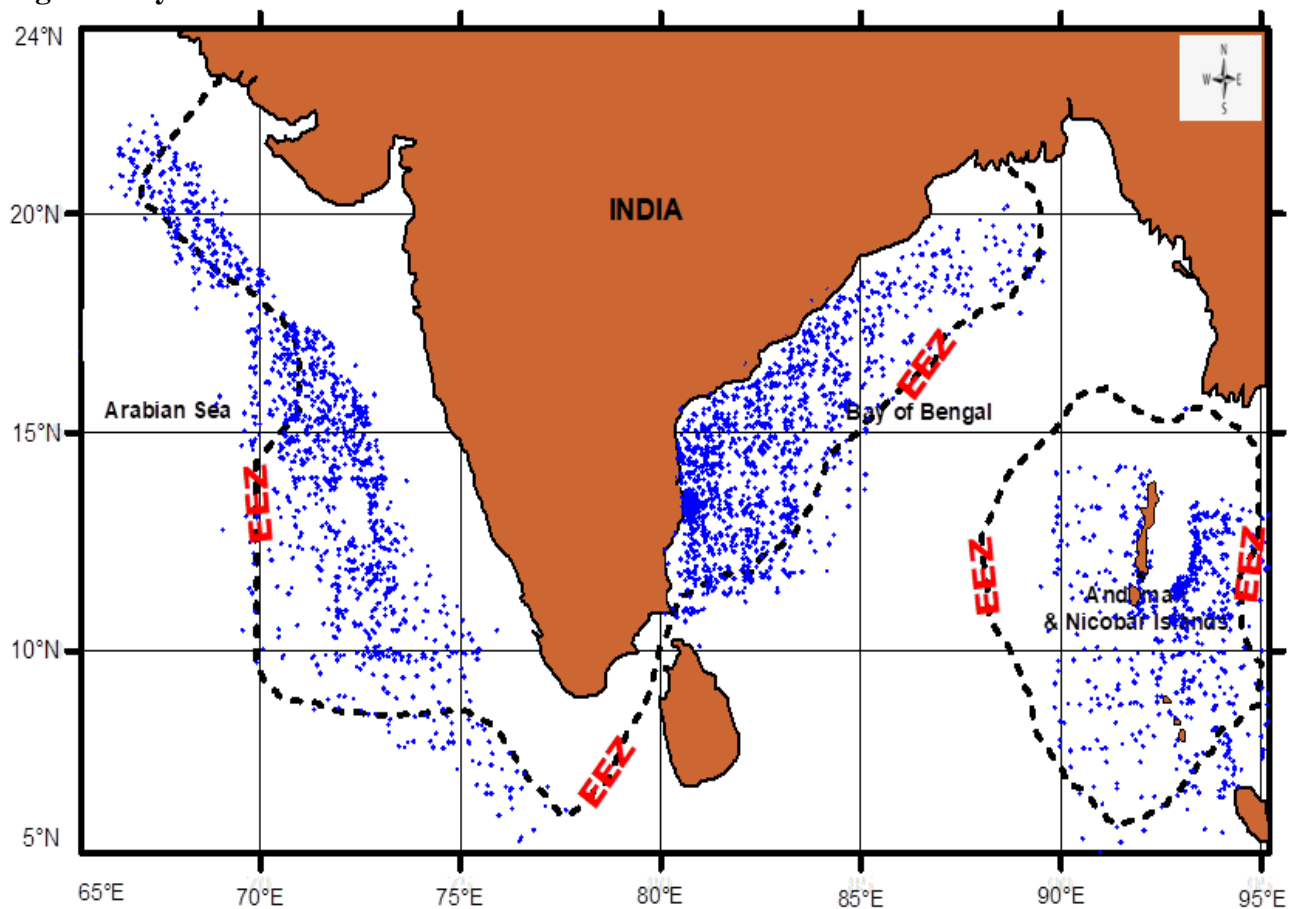 24°N
N
W E
S
INDIA
20°N
EEZ
Arabian Sea
Bay of Bengal
15°N
EEZ
EEZ
EEZ
Andama
& Nicobar Islands
10°N
EEZ
5°N
65°E
70°E
75°E
80°E
85°E
90°E
95°E